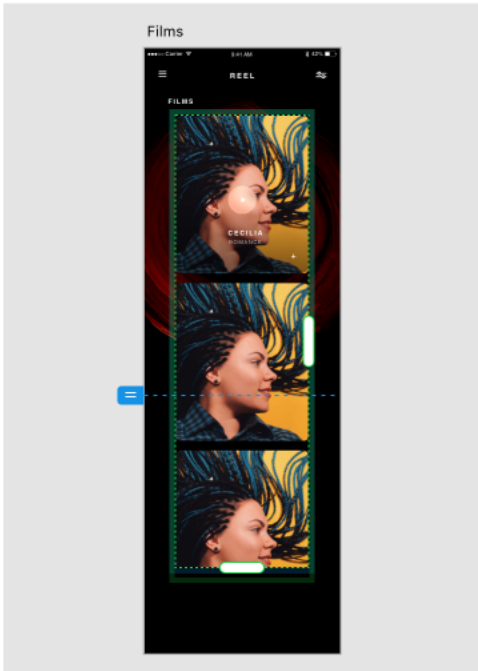 Films
Carrier 9:41 AM 42%
REEL
FILMS
CECILIA
ROMANCE